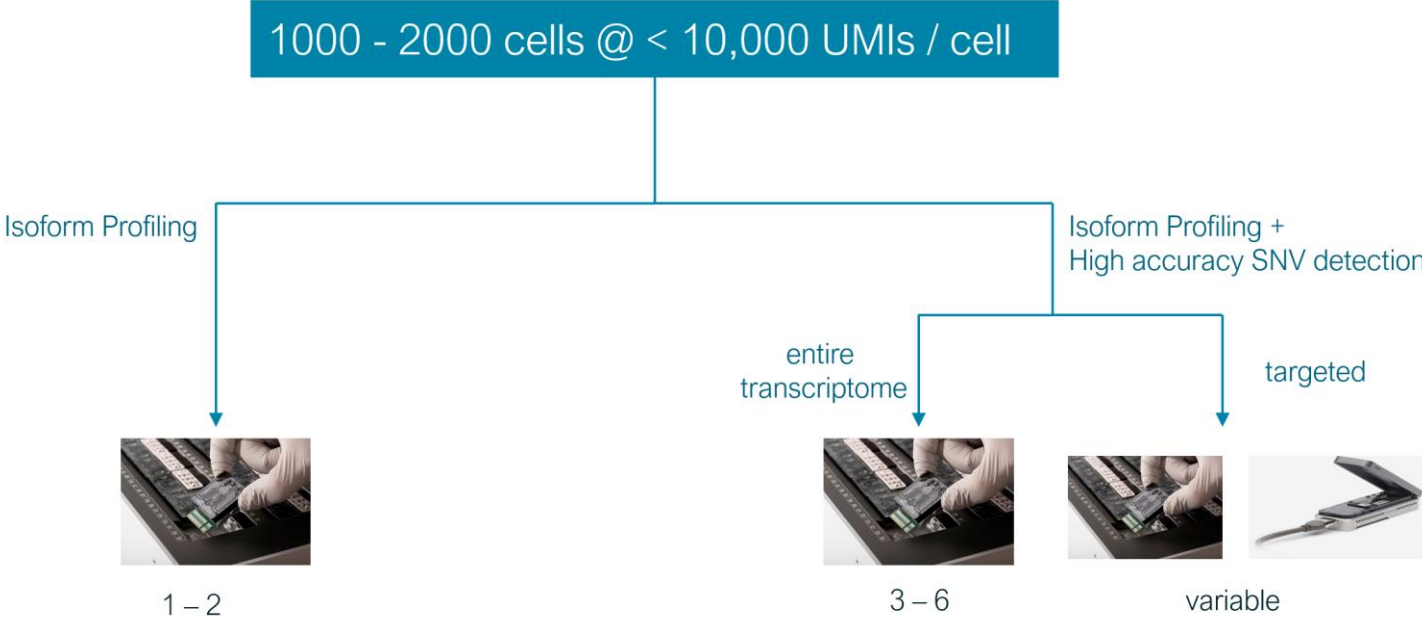 1000 - 2000 cells @ < 10,000 UMIs / cell
Isoform Profiling
Isoform Profiling +
High accuracy SNV detection
entire
transcriptome
targeted
1 – 2
3 – 6
variable